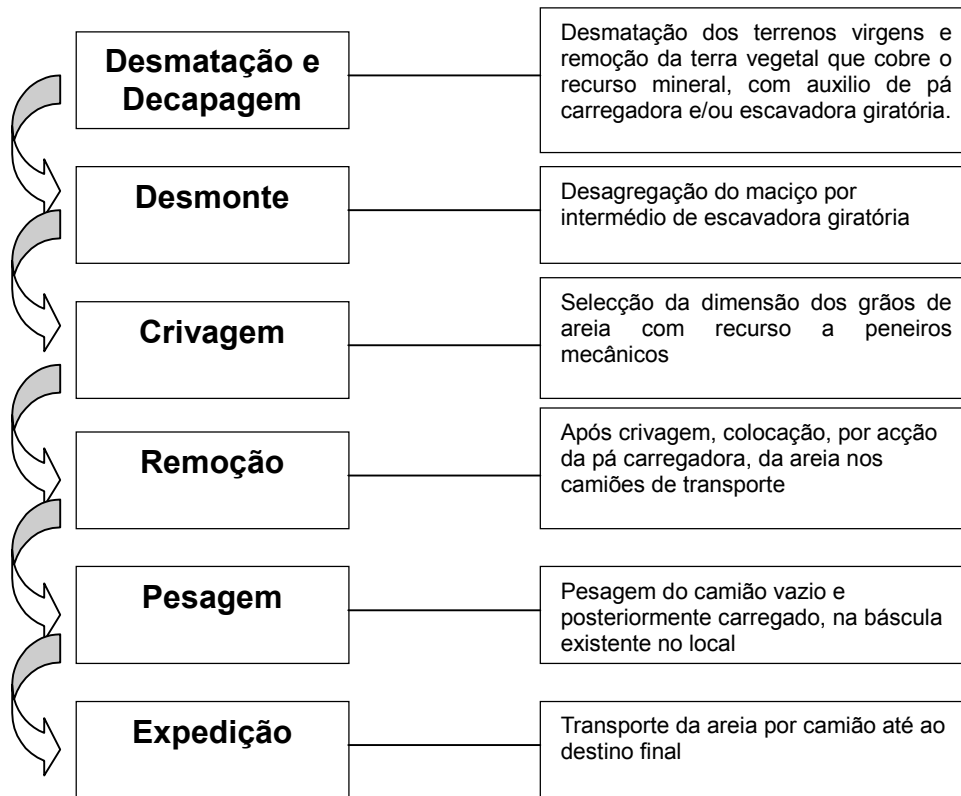 Desmatação e
Decapagem
Desmatação dos terrenos virgens e
remoção da terra vegetal que cobre o
recurso mineral, com auxilio de pá
carregadora e/ou escavadora giratória.
Desmonte
Desagregação do maciço por
intermédio de escavadora giratória
Crivagem
Selecção da dimensão dos grãos de
areia com recurso a peneiros
mecânicos
Remoção
Após crivagem, colocação, por acção
da pá carregadora, da areia nos
camiões de transporte
Pesagem
Pesagem do camião vazio e
posteriormente carregado, na báscula
existente no local
Expedição
Transporte da areia por camião até ao
destino final